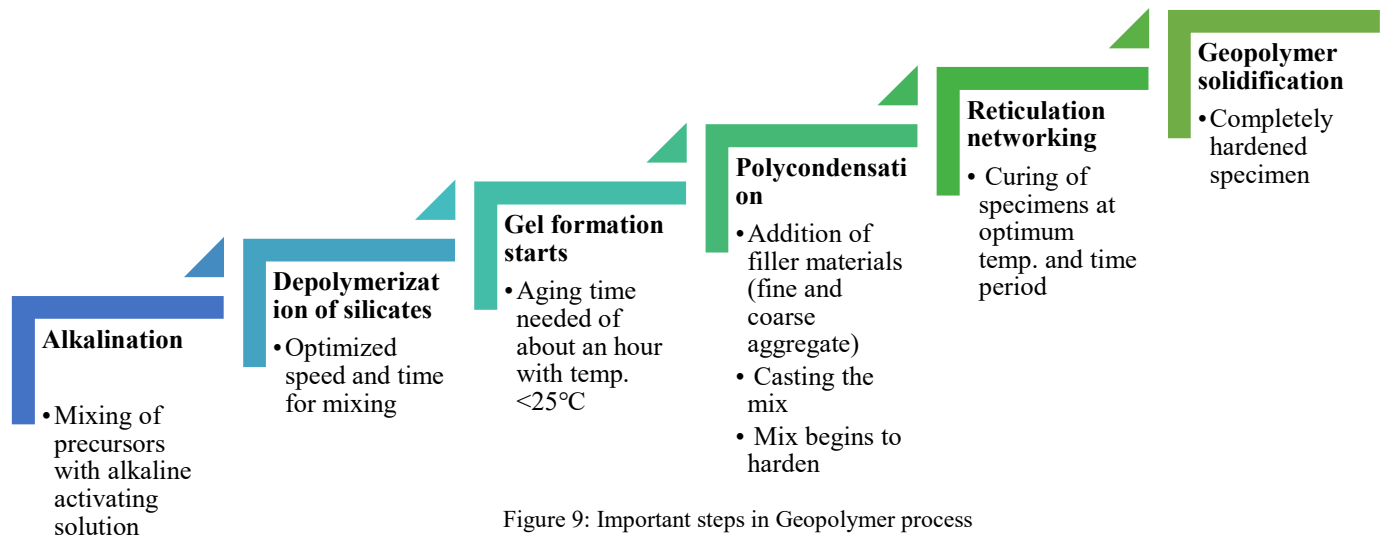 Alkalination
•Mixing of
precursors
with alkaline
activating
solution
Depolymerizat
ion of silicates
•Optimized
speed and time
for mixing
Gel formation
starts
•Aging time
needed of
about an hour
with temp.
<25℃
Polycondensati
on
•Addition of
filler materials
(fine and
coarse
aggregate)
• Casting the
mix
• Mix begins to
harden
Reticulation
networking
• Curing of
specimens at
optimum
temp. and time
period
Geopolymer
solidification
•Completely
hardened
specimen
Figure 9: Important steps in Geopolymer process